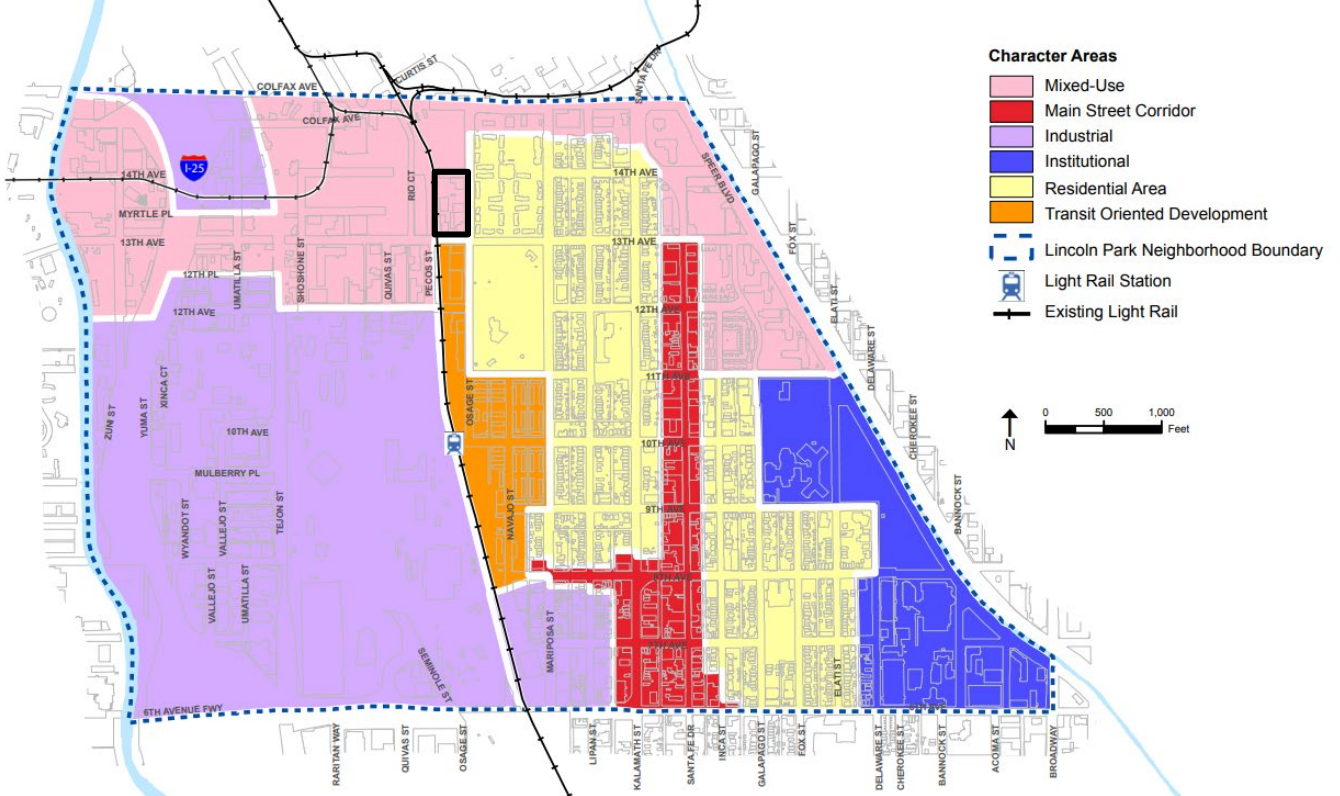 CURTIS ST
SANTA FE DR
COLFAX AVE
COLFAX AVE
I-25
14TH AVE
14TH AVE
RIO CT
SPEER BLVD
GALAPAGO ST
MYRTLE PL
13TH AVE
13TH AVE
FOX ST
12TH PL
UMATILLA ST
SHOSHONE ST
QUIVAS ST
PECOS ST
12TH AVE
12TH AVE
ELATI ST
DELAWARE ST
11TH AVE
XINCA CT
YUMA ST
ZUNI ST
OSAGE ST
CHEROKEE ST
10TH AVE
10TH AVE
MULBERRY PL
WYANDOT ST
VALLEJO ST
TEJON ST
NAVAJO ST
9TH AVE
BANNOCK ST
8TH AVE
VALLEJO ST
UMATILLA ST
MARIPOSA ST
SEMINOLE ST
ELATI ST
6TH AVENUE FWY
6TH AVE
RARITAN WAY
QUIVAS ST
OSAGE ST
LIPAN ST
KALAMATH ST
SANTA FE DR
INCA ST
GALAPAGO ST
FOX ST
DELAWARE ST
CHEROKEE ST
BANNOCK ST
ACOMA ST
BROADWAY
Character Areas
Mixed-Use
Main Street Corridor
Industrial
Institutional
Residential Area
Transit Oriented Development
Lincoln Park Neighborhood Boundary
Light Rail Station
Existing Light Rail
N
0 500 1,000
Feet